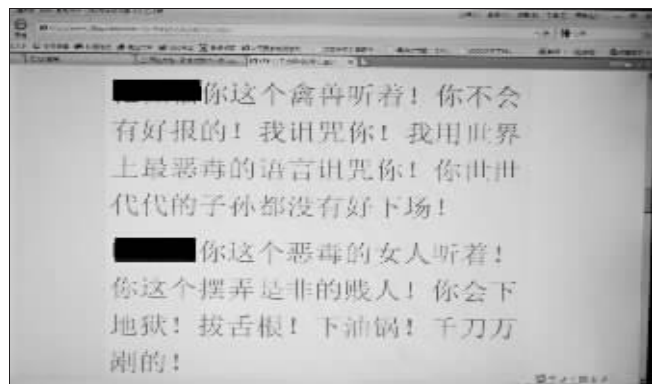 你这个禽兽听着！你不会
有好报的！我诅咒你！我用世界
上最恶毒的语言诅咒你！你世世
代代的子孙都没有好下场！
你这个恶毒的女人听着！
你这个摆弄是非的贱人！你会下
地狱！拔舌根！下油锅！千刀万
剐的！